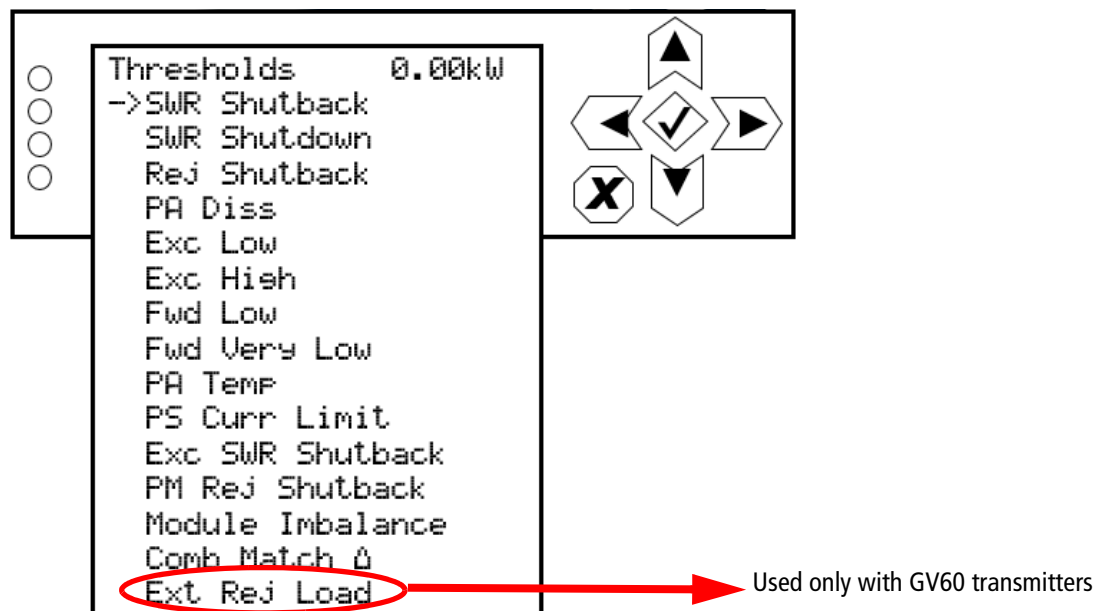 Thresholds 0.00kW
->SWR Shutback
SWR Shutdown
Rej Shutback
PA Diss
Exc Low
Exc High
Fwd Low
Fwd Very Low
PA Temp
PS Curr Limit
Exc SWR Shutback
PM Rej Shutback
Module Imbalance
Comb Match Δ
Ext Rej Load
Used only with GV60 transmitters
X